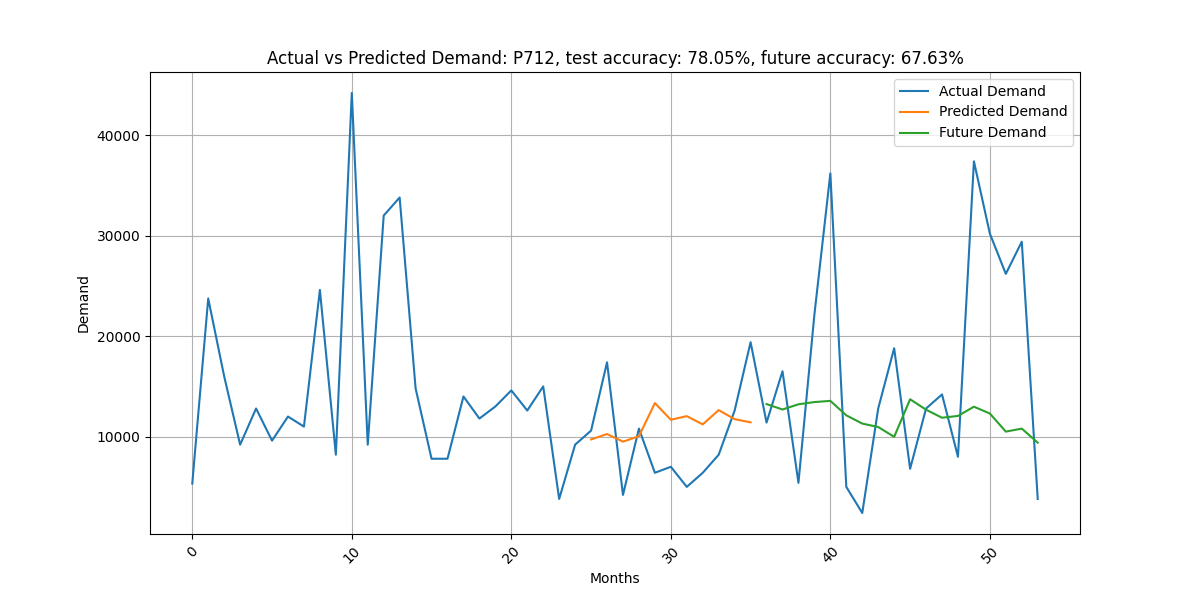 Actual vs Predicted Demand: P712, test accuracy: 78.05%, future accuracy: 67.63%
Actual Demand
Predicted Demand
Future Demand
40000
30000
20000
10000
Demand
0
10
20
30
40
50
Months